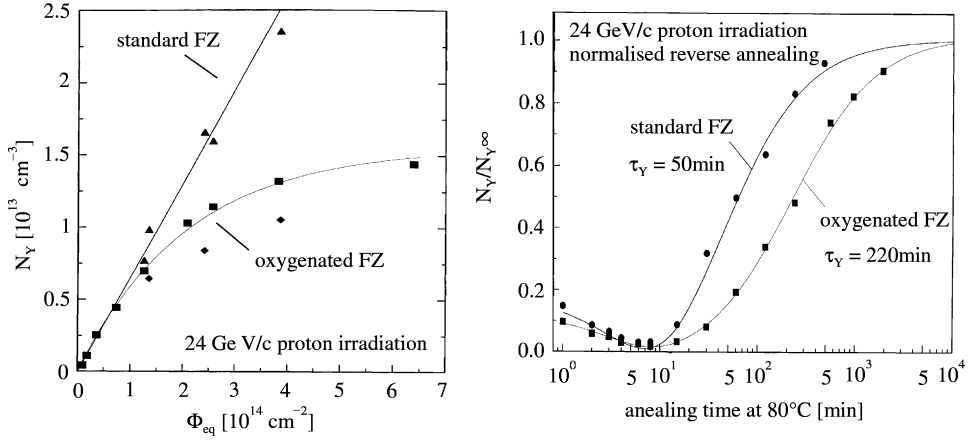 2.5
2
1.5
1
0.5
0
N_Y [10^13 cm^−3]
standard FZ
oxygenated FZ
24 Ge V/c proton irradiation
0 1 2 3 4 5 6 7
Φ_eq [10^14 cm^−2]
24 GeV/c proton irradiation
normalised reverse annealing
1.0
0.8
0.6
0.4
0.2
0.0
N_Y/N_Y^∞
standard FZ
τ_Y = 50min
oxygenated FZ
τ_Y = 220min
10^0 5 10^1 5 10^2 5 10^3 5 10^4
anealing time at 80°C [min]